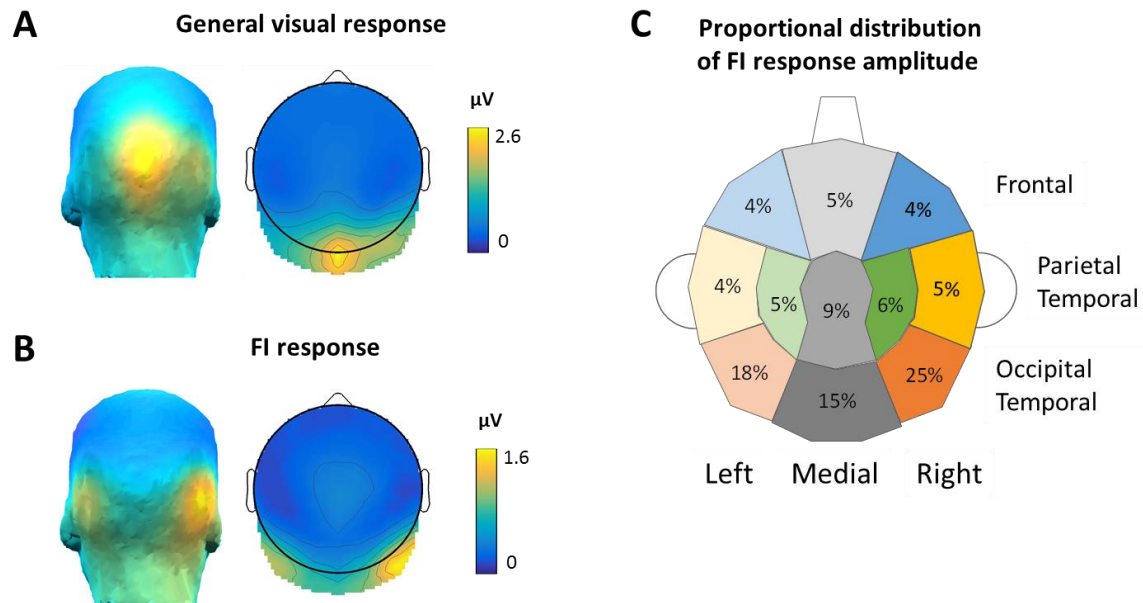 A
General visual response
µV
2.6
0
B
FI response
µV
1.6
0
C
Proportional distribution
of FI response amplitude
4%
5%
4%
Frontal
4%
5%
9%
6%
5%
Parietal
Temporal
18%
15%
25%
Occipital
Temporal
Left
Medial
Right